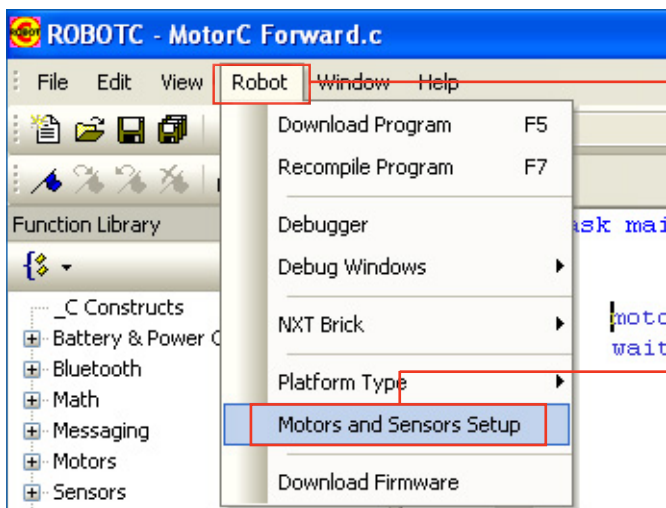 ROBOTC - MotorC Forward.c
File Edit View Robot Window Help
Download Program F5
Recompile Program F7
Debugger
Debug Windows
NXT Brick
Platform Type
Motors and Sensors Setup
Download Firmware
Function Library
_C Constructs
Battery & Power C
Bluetooth
Math
Messaging
Motors
Sensors
ask mai
moto
wait